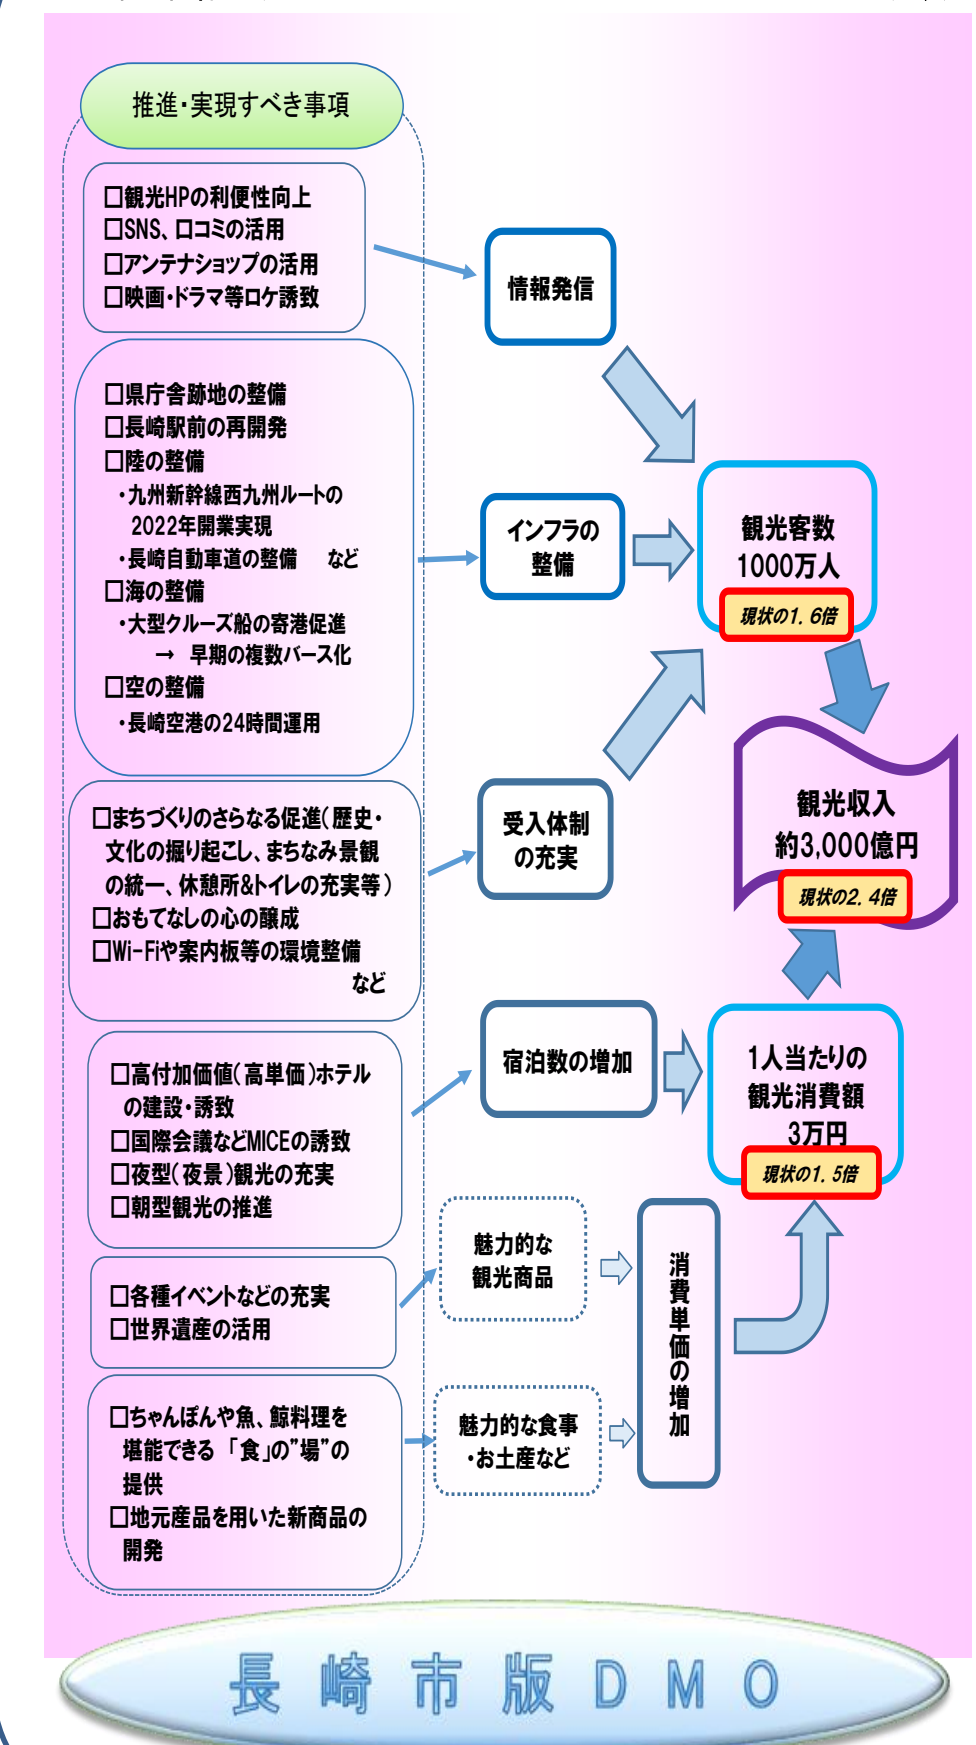 推進・実現すべき事項
□観光HPの利便性向上
□SNS、口コミの活用
□アンテナショップの活用
□映画・ドラマ等ロケ誘致
情報発信
□県庁舎跡地の整備
□長崎駅前の再開発
□陸の整備
・九州新幹線西九州ルートの
2022年開業実現
・長崎自動車道の整備　など
□海の整備
・大型クルーズ船の寄港促進
→　早期の複数バース化
□空の整備
・長崎空港の24時間運用
インフラの
整備
観光客数
1000万人
現状の1.6倍
□まちづくりのさらなる促進(歴史・
文化の掘り起こし、まちなみ景観
の統一、休憩所&トイレの充実等)
□おもてなしの心の醸成
□Wi-Fiや案内板等の環境整備
など
受入体制
の充実
観光収入
約3,000億円
現状の2.4倍
□高付加価値(高単価)ホテル
の建設・誘致
□国際会議などMICEの誘致
□夜型(夜景)観光の充実
□朝型観光の推進
宿泊数の増加
1人当たりの
観光消費額
3万円
現状の1.5倍
□各種イベントなどの充実
□世界遺産の活用
魅力的な
観光商品
消費単価の増加
□ちゃんぽんや魚、鯨料理を
堪能できる「食」の”場”の
提供
□地元産品を用いた新商品の
開発
魅力的な食事
・お土産など
長崎市版DMO